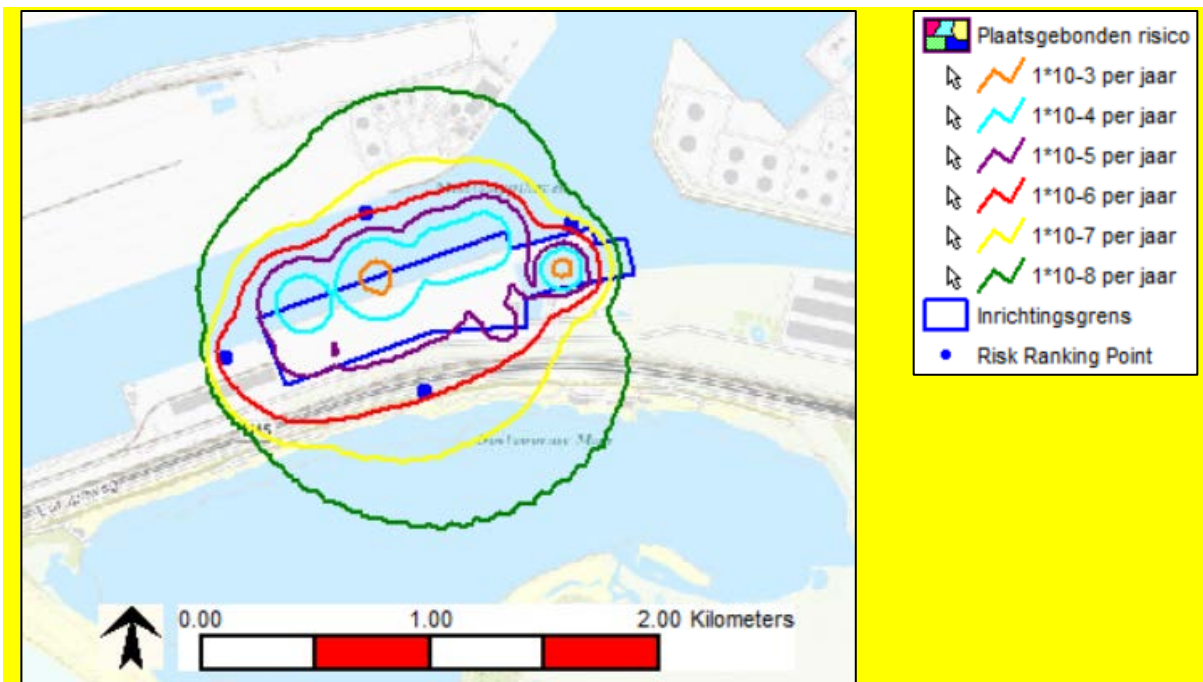 Plaatsgebonden risico
1*10-3 per jaar
1*10-4 per jaar
1*10-5 per jaar
1*10-6 per jaar
1*10-7 per jaar
1*10-8 per jaar
Inrichtingsgrens
Risk Ranking Point
0.00 1.00 2.00 Kilometers